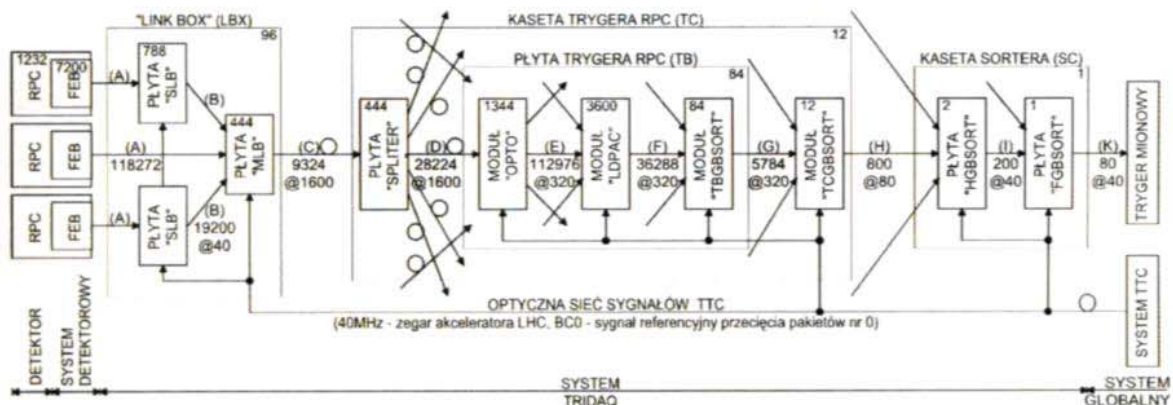 "LINK BOX" (LBX)
96
KASETA TRYGERA RPC (TC)
12
PŁYTA TRYGERA RPC (TB)
84
KASETA SORTERA (SC)
1
1232
RPC
7200
FEB
(A)
RPC
FEB
(A)
118272
RPC
FEB
(A)
788
PŁYTA
"SLB"
(B)
PŁYTA
"SLB"
(B)
19200
@40
444
PŁYTA
"MLB"
(C)
9324
@1600
444
PŁYTA
"SPLITER"
(D)
28224
@1600
1344
MODUŁ
"OPTO"
(E)
112976
@320
3600
MODUŁ
"LDPAC"
(F)
36288
@320
84
MODUŁ
"TBGBSORT"
(G)
5784
@320
12
MODUŁ
"TCGBSORT"
(H)
800
@80
2
PŁYTA
"HGBSORT"
(I)
200
@40
1
PŁYTA
"FGBSORT"
(K)
80
@40
TRYGER MIONOWY
OPTYCZNA SIEĆ SYGNAŁÓW TTC
(40MHz - zegar akceleratora LHC, BC0 - sygnał referencyjny przecięcia pakietów nr 0)
SYSTEM TTC
DETEKTOR
SYSTEM
DETEKTOROWY
SYSTEM
TRIDAQ
SYSTEM
GLOBALNY